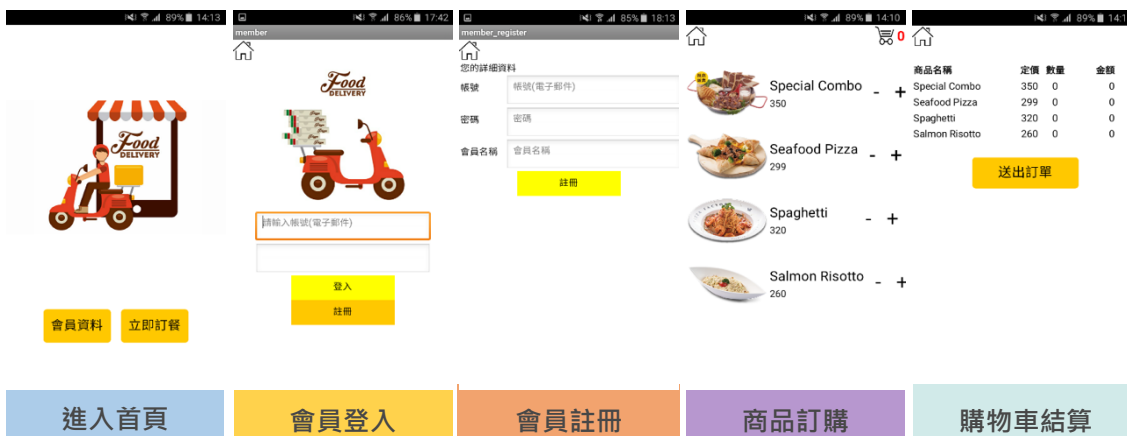 89% 14:13
Food
DELIVERY
會員資料
立即訂餐
進入首頁
86% 17:42
member
Food
DELIVERY
請輸入帳號(電子郵件)
登入
註冊
會員登入
85% 18:13
member_register
您的詳細資料
帳號 帳號(電子郵件)
密碼 密碼
會員名稱 會員名稱
註冊
會員註冊
89% 14:10
0
Special Combo - +
350
Seafood Pizza - +
299
Spaghetti - +
320
Salmon Risotto - +
260
商品訂購
89% 14:1
商品名稱 定價 數量 金額
Special Combo 350 0 0
Seafood Pizza 299 0 0
Spaghetti 320 0 0
Salmon Risotto 260 0 0
送出訂單
購物車結算